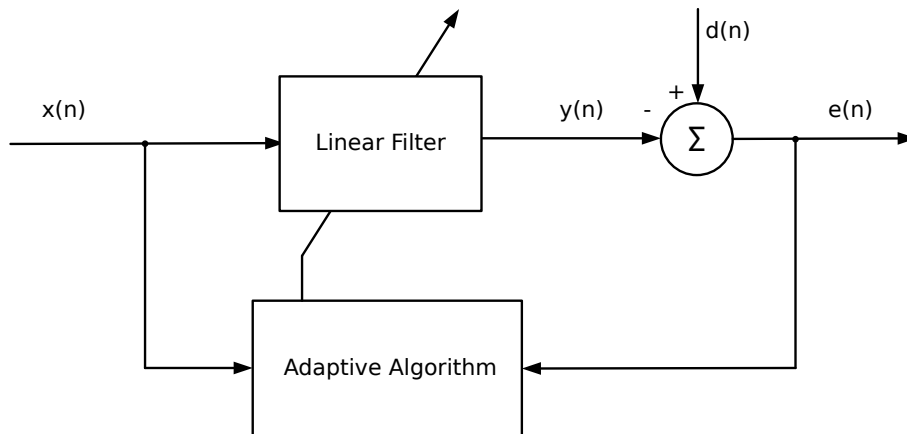 d(n)
x(n)
+
-
y(n)
e(n)
Linear Filter
Σ
Adaptive Algorithm